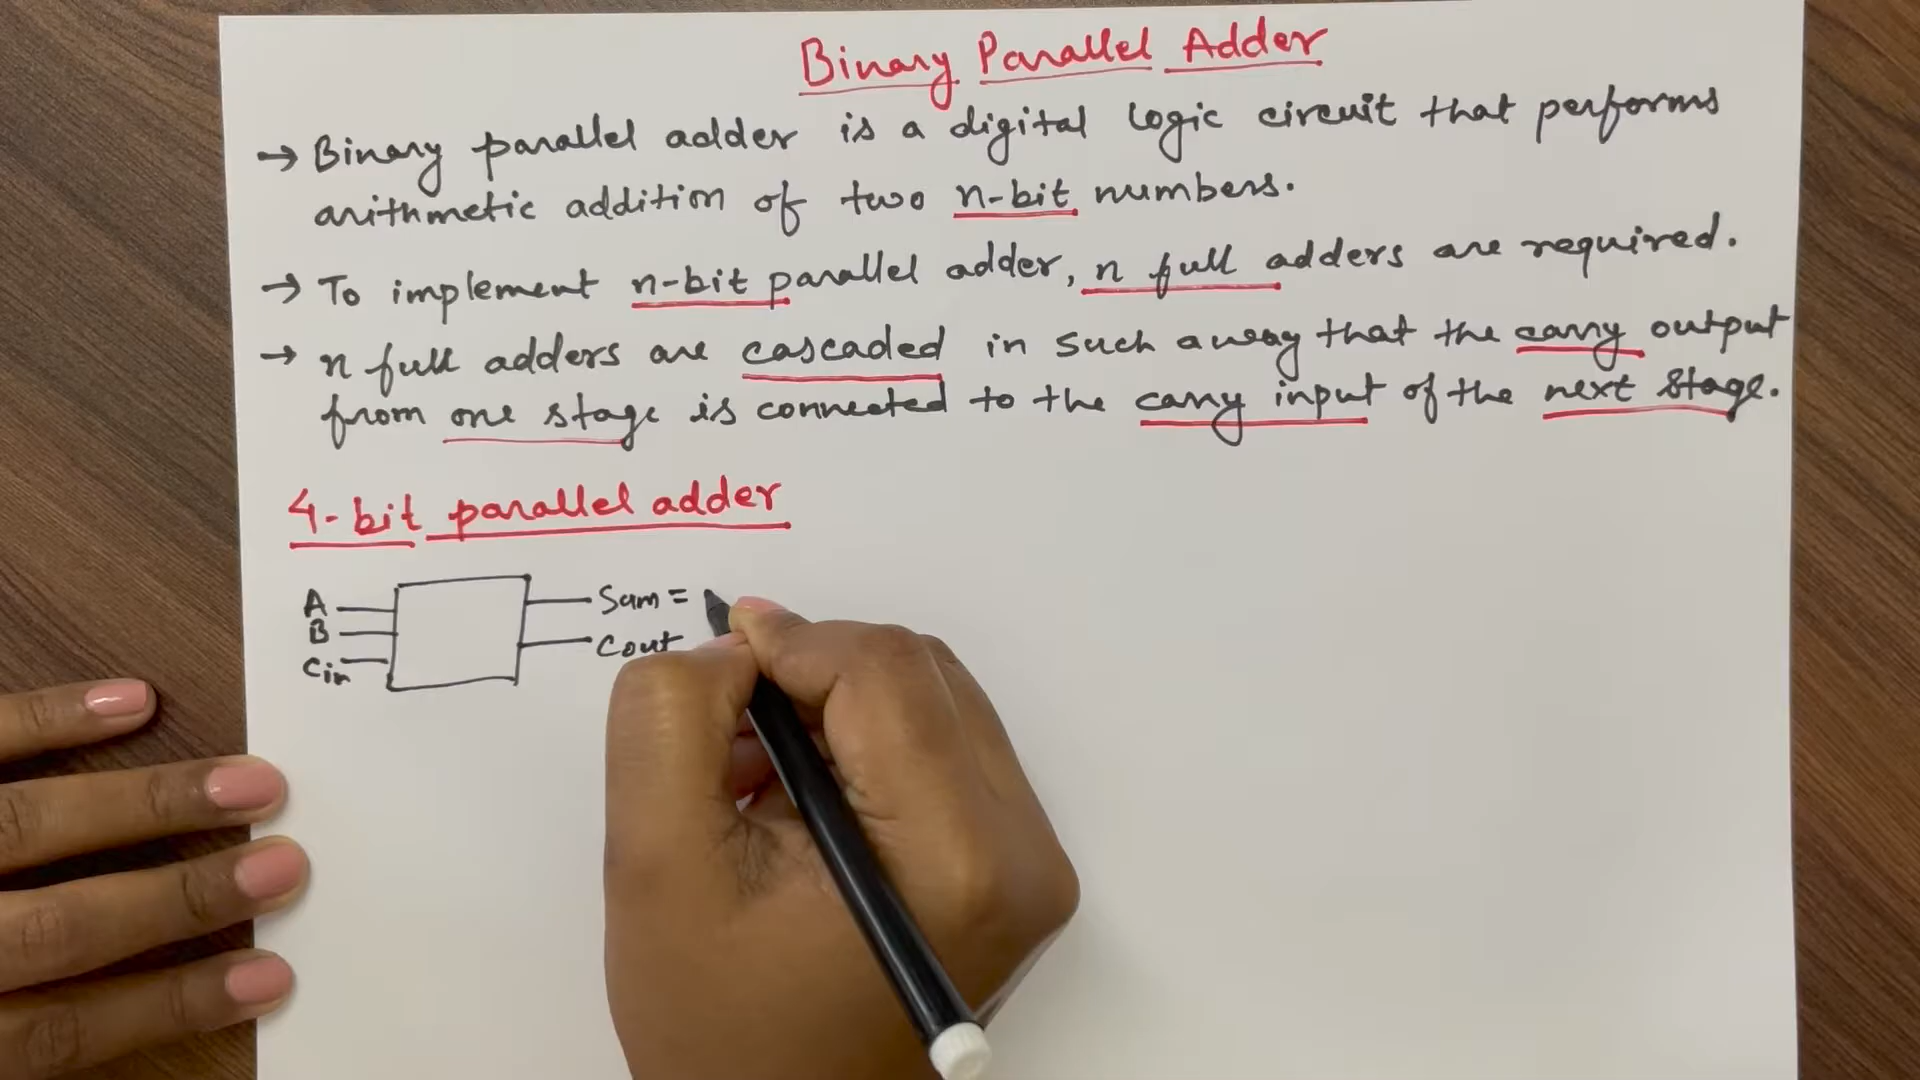 Binary Parallel Adder
→ Binary parallel adder is a digital logic circuit that performs
arithmetic addition of two n-bit numbers.
→ To implement n-bit parallel adder, n full adders are required.
→ n full adders are cascaded in such a way that the carry output
from one stage is connected to the carry input of the next stage.
4-bit parallel adder
A
B
Cin
Sum =
Cout